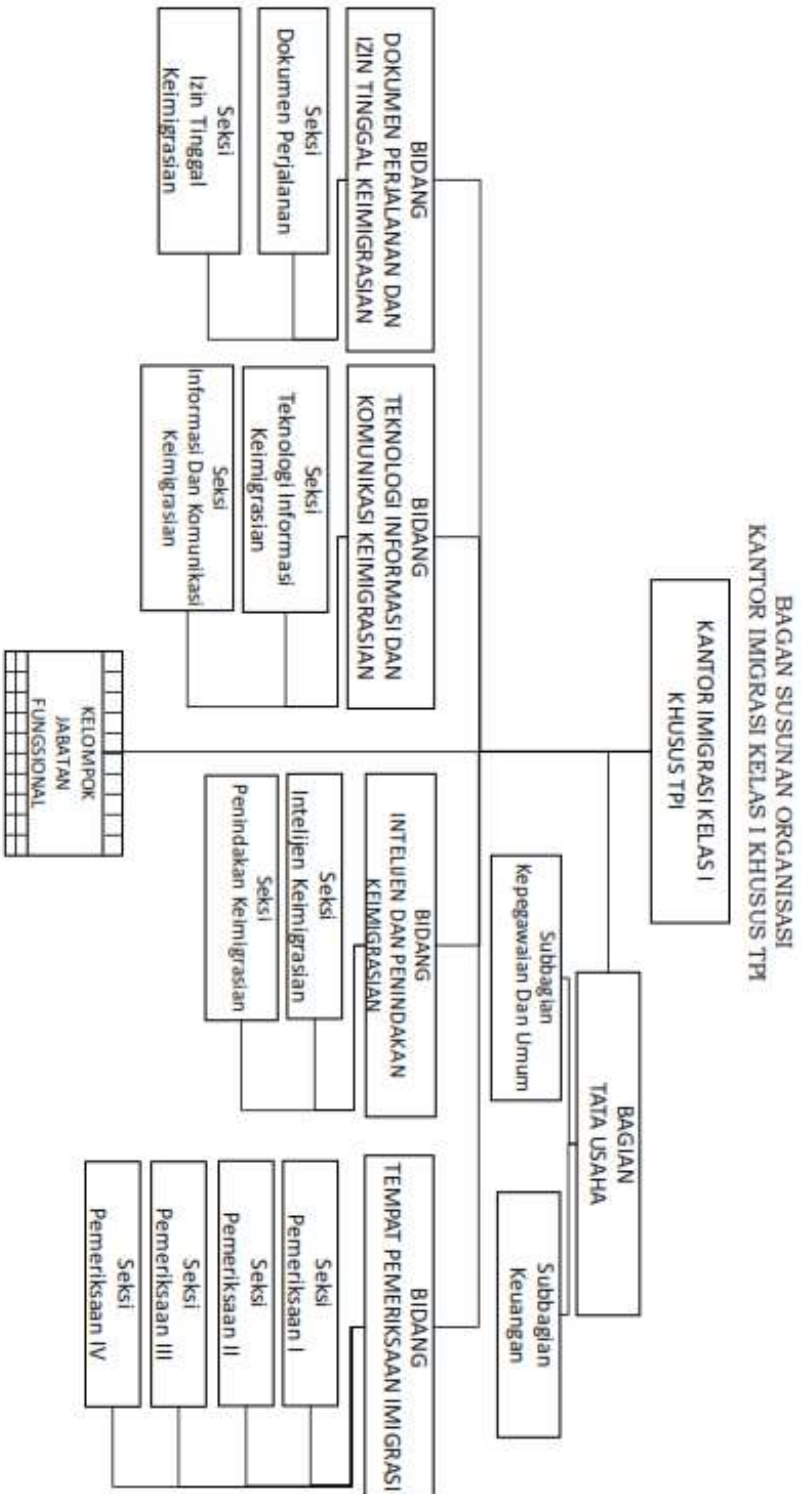 BAGAN SUSUNAN ORGANISASI
KANTOR IMIGRASI KELAS I KHUSUS TPI
KANTOR IMIGRASI KELAS I
KHUSUS TPI
BAGIAN
TATA USAHA
Subbagian
Kepegawaian Dan Umum
Subbagian
Keuangan
BIDANG
DOKUMEN PERJALANAN DAN
IZIN TINGGAL KEIMIGRASIAN
Seksi
Dokumen Perjalanan
Seksi
Izin Tinggal
Keimigrasian
BIDANG
TEKNOLOGI INFORMASI DAN
KOMUNIKASI KEIMIGRASIAN
Seksi
Teknologi Informasi
Keimigrasian
Seksi
Informasi Dan Komunikasi
Keimigrasian
BIDANG
INTELIJEN DAN PENINDAKAN
KEIMIGRASIAN
Seksi
Intelijen Keimigrasian
Seksi
Penindakan Keimigrasian
BIDANG
TEMPAT PEMERIKSAAN IMIGRASI
Seksi
Pemeriksaan I
Seksi
Pemeriksaan II
Seksi
Pemeriksaan III
Seksi
Pemeriksaan IV
KELOMPOK
JABATAN
FUNGSIONAL